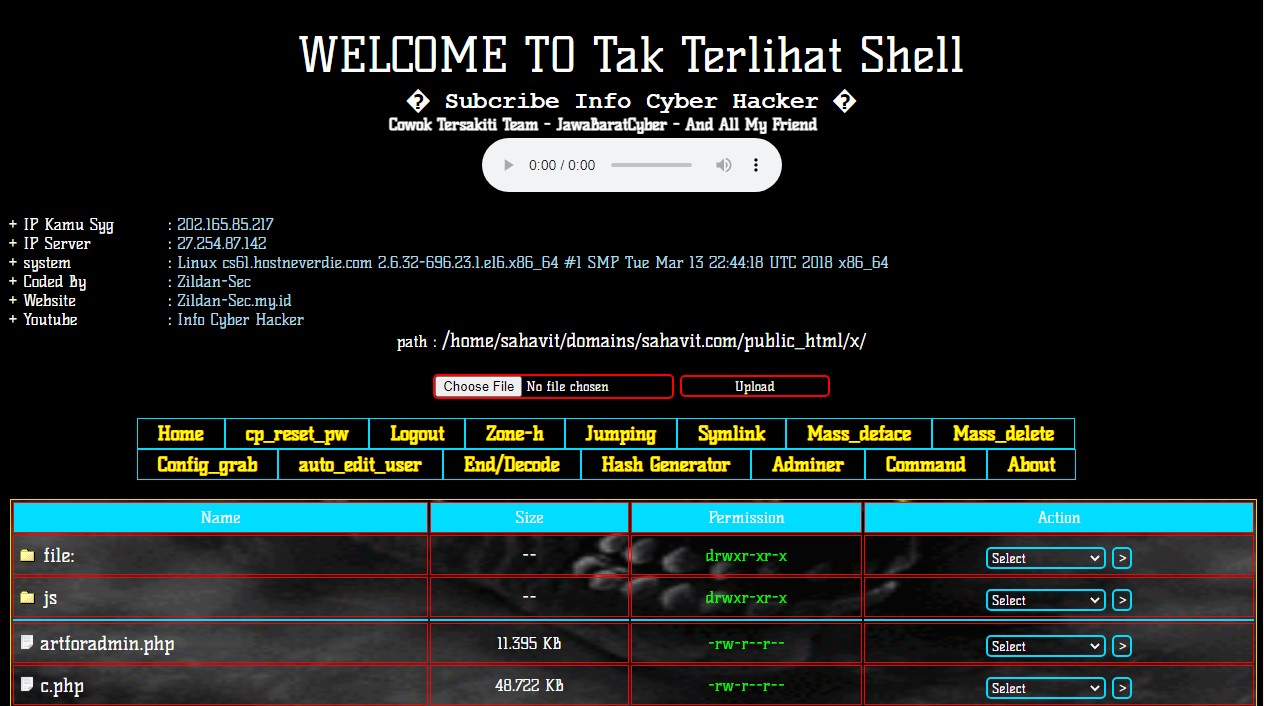 WELCOME TO Tak Terlihat Shell
� Subcribe Info Cyber Hacker �
Cowok Tersakiti Team - JawaBaratCyber - And All My Friend
0:00 / 0:00
+ IP Kamu Syg : 202.165.85.217
+ IP Server : 27.254.87.142
+ system : Linux cs61.hostneverdie.com 2.6.32-696.23.1.el6.x86_64 #1 SMP Tue Mar 13 22:44:18 UTC 2018 x86_64
+ Coded By : Zildan-Sec
+ Website : Zildan-Sec.my.id
+ Youtube : Info Cyber Hacker
path : /home/sahavit/domains/sahavit.com/public_html/x/
Choose File No file chosen Upload
Home cp_reset_pw Logout Zone-h Jumping Symlink Mass_deface Mass_delete
Config_grab auto_edit_user End/Decode Hash Generator Adminer Command About
Name Size Permission Action
file: -- drwxr-xr-x Select >
js -- drwxr-xr-x Select >
artforadmin.php 11.395 KB -rw-r--r-- Select >
c.php 48.722 KB -rw-r--r-- Select >